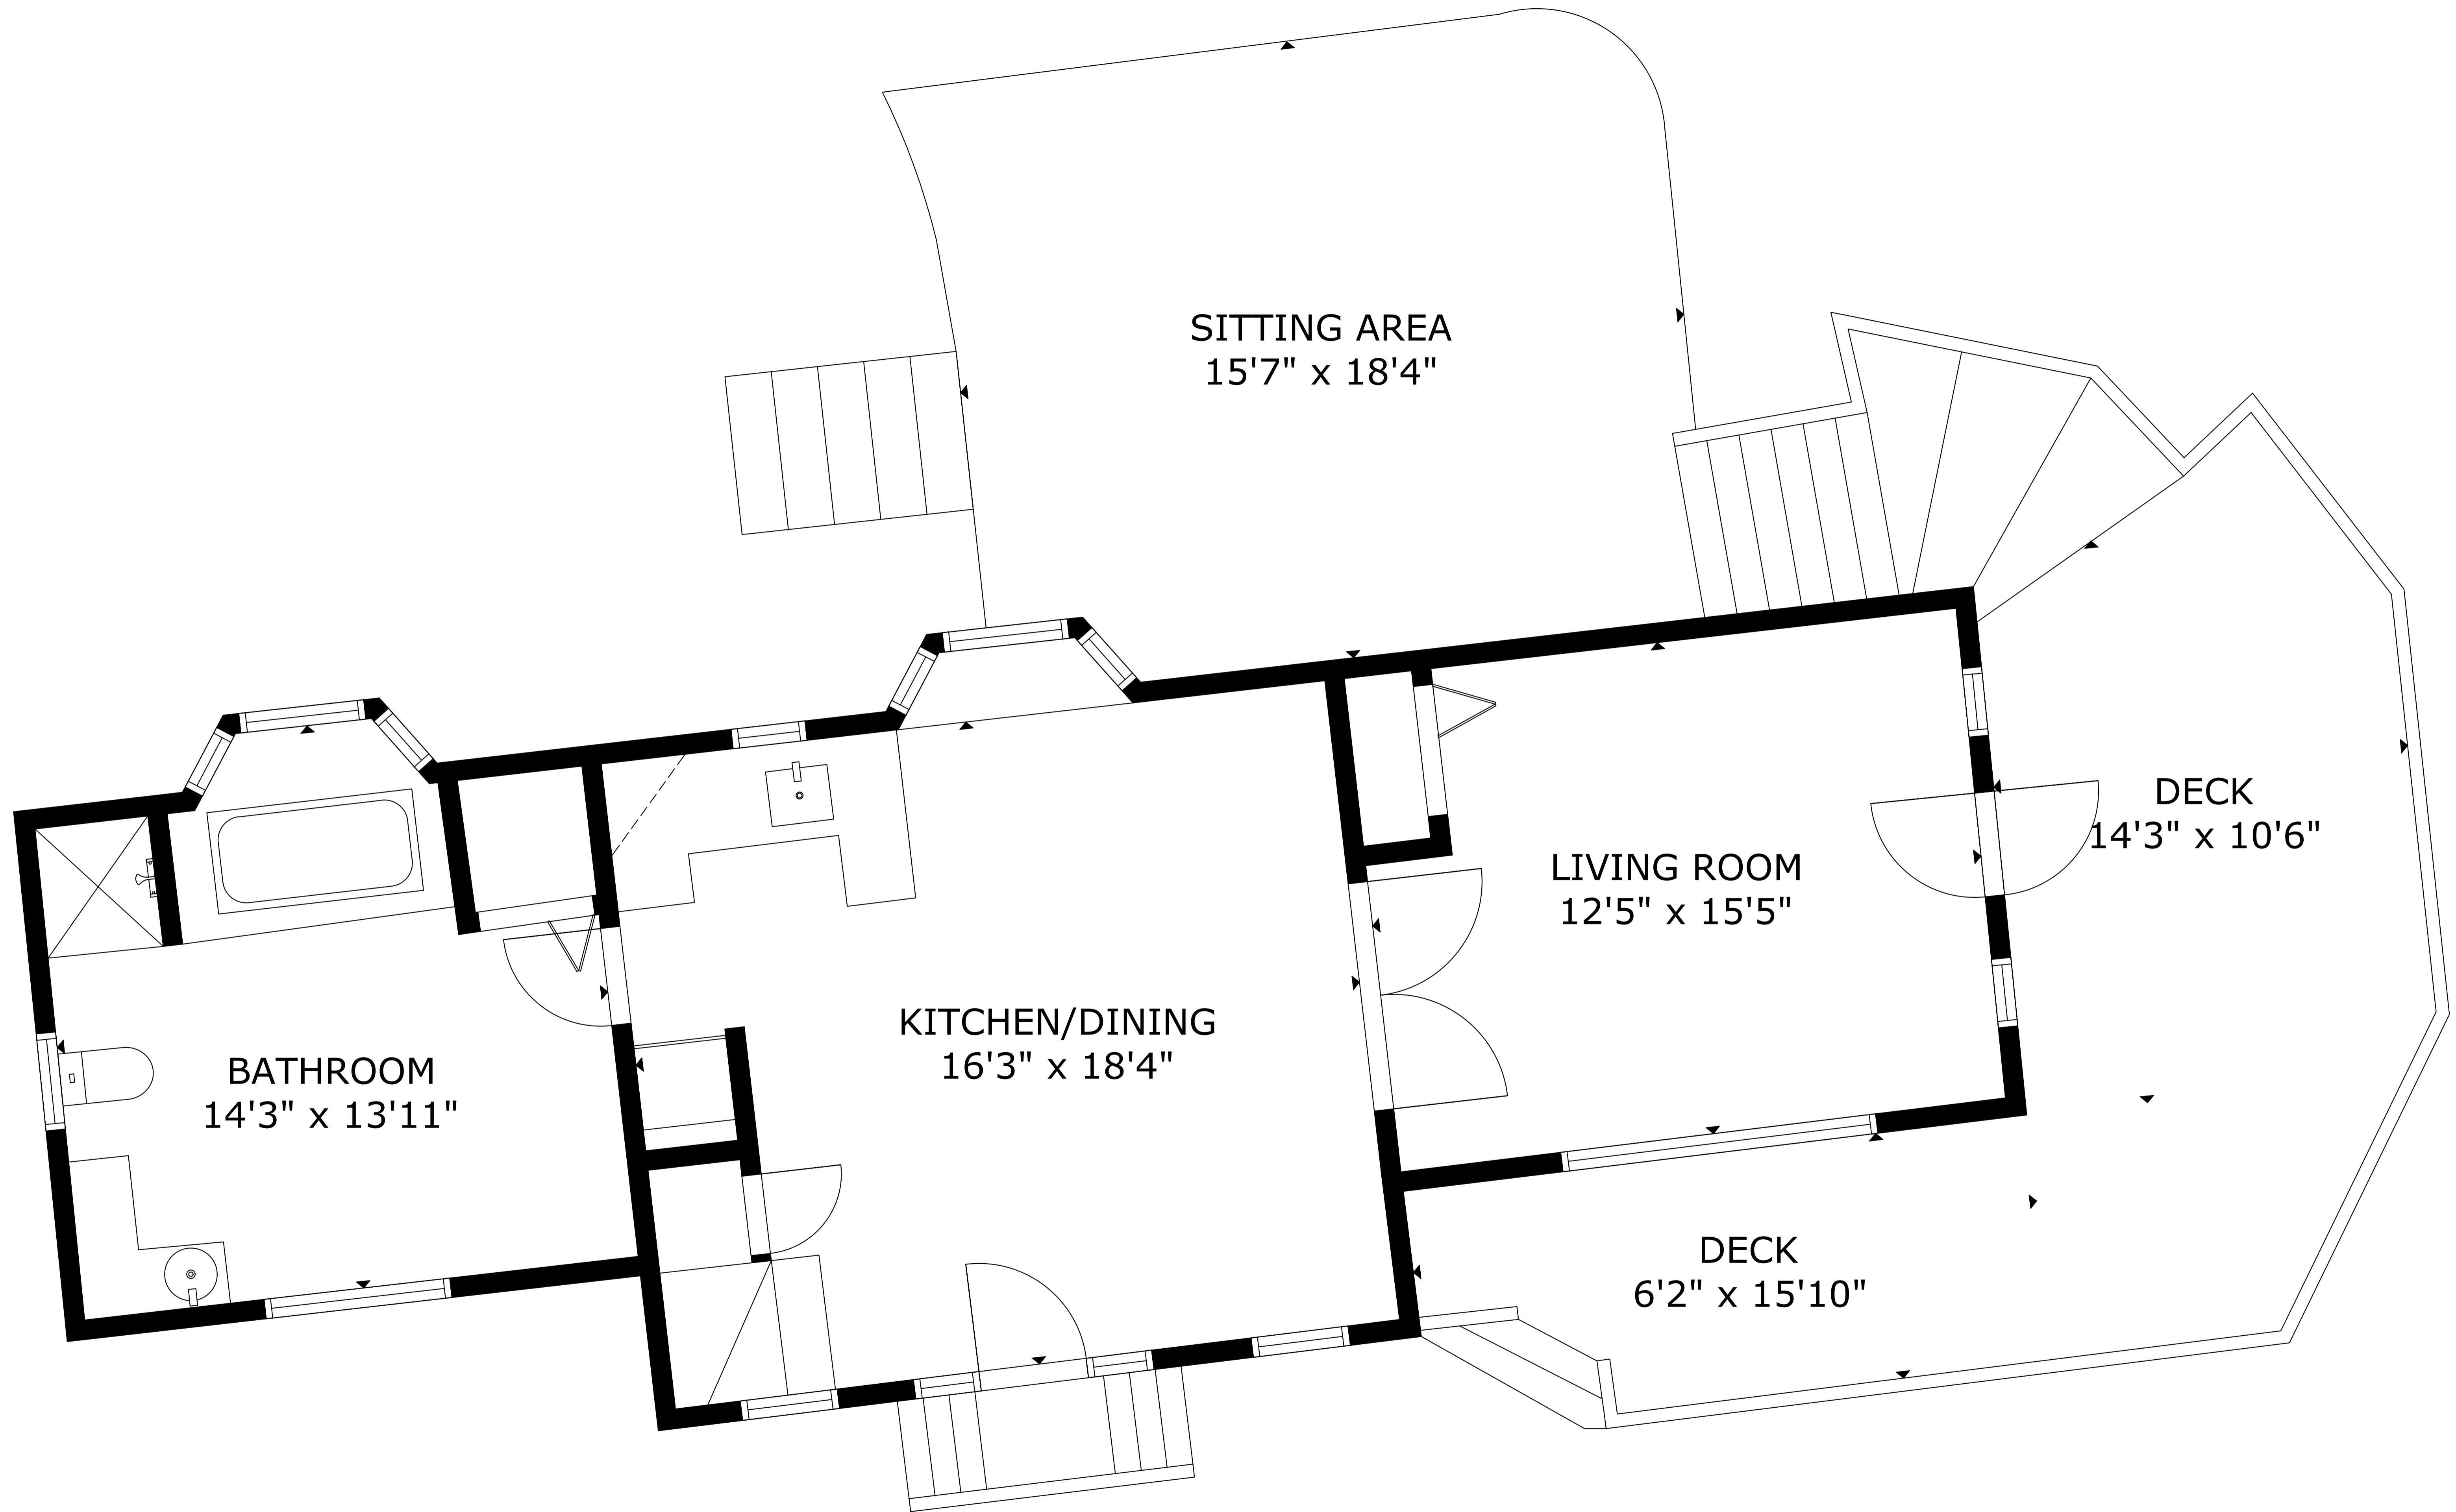 SITTING AREA
15'7" x 18'4"
DECK
14'3" x 10'6"
LIVING ROOM
12'5" x 15'5"
KITCHEN/DINING
16'3" x 18'4"
BATHROOM
14'3" x 13'11"
DECK
6'2" x 15'10"